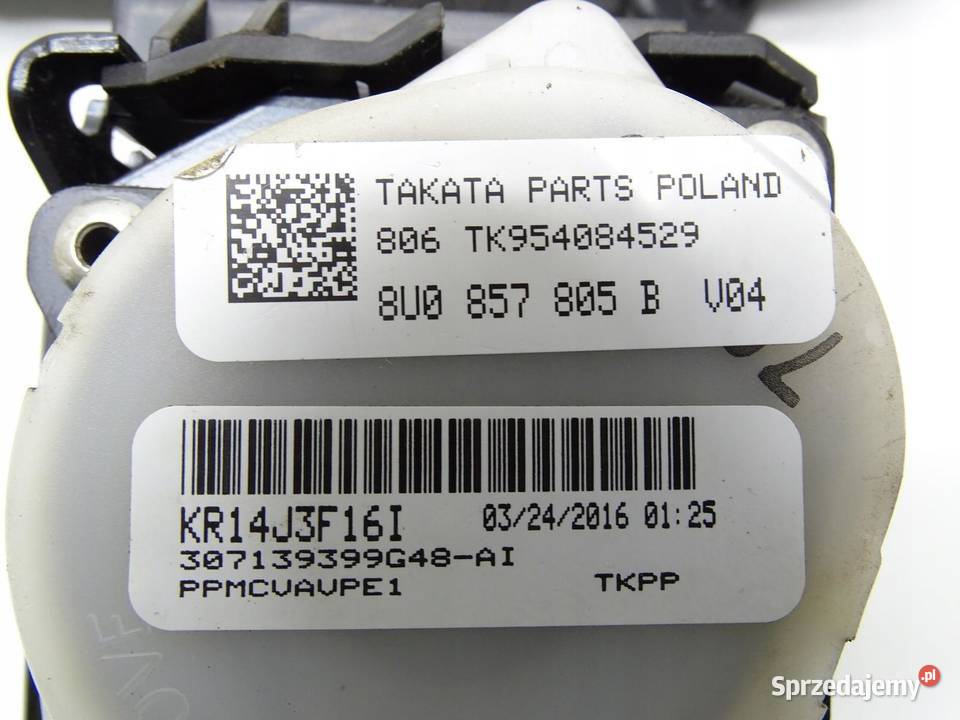 TAKATA PARTS POLAND
806 TK954084529
8U0 857 805 B V04
KR14J3F16I 03/24/2016 01:25
307139399G48-AI
PPMCVAVPE1 TKPP
Sprzedajemy.pl